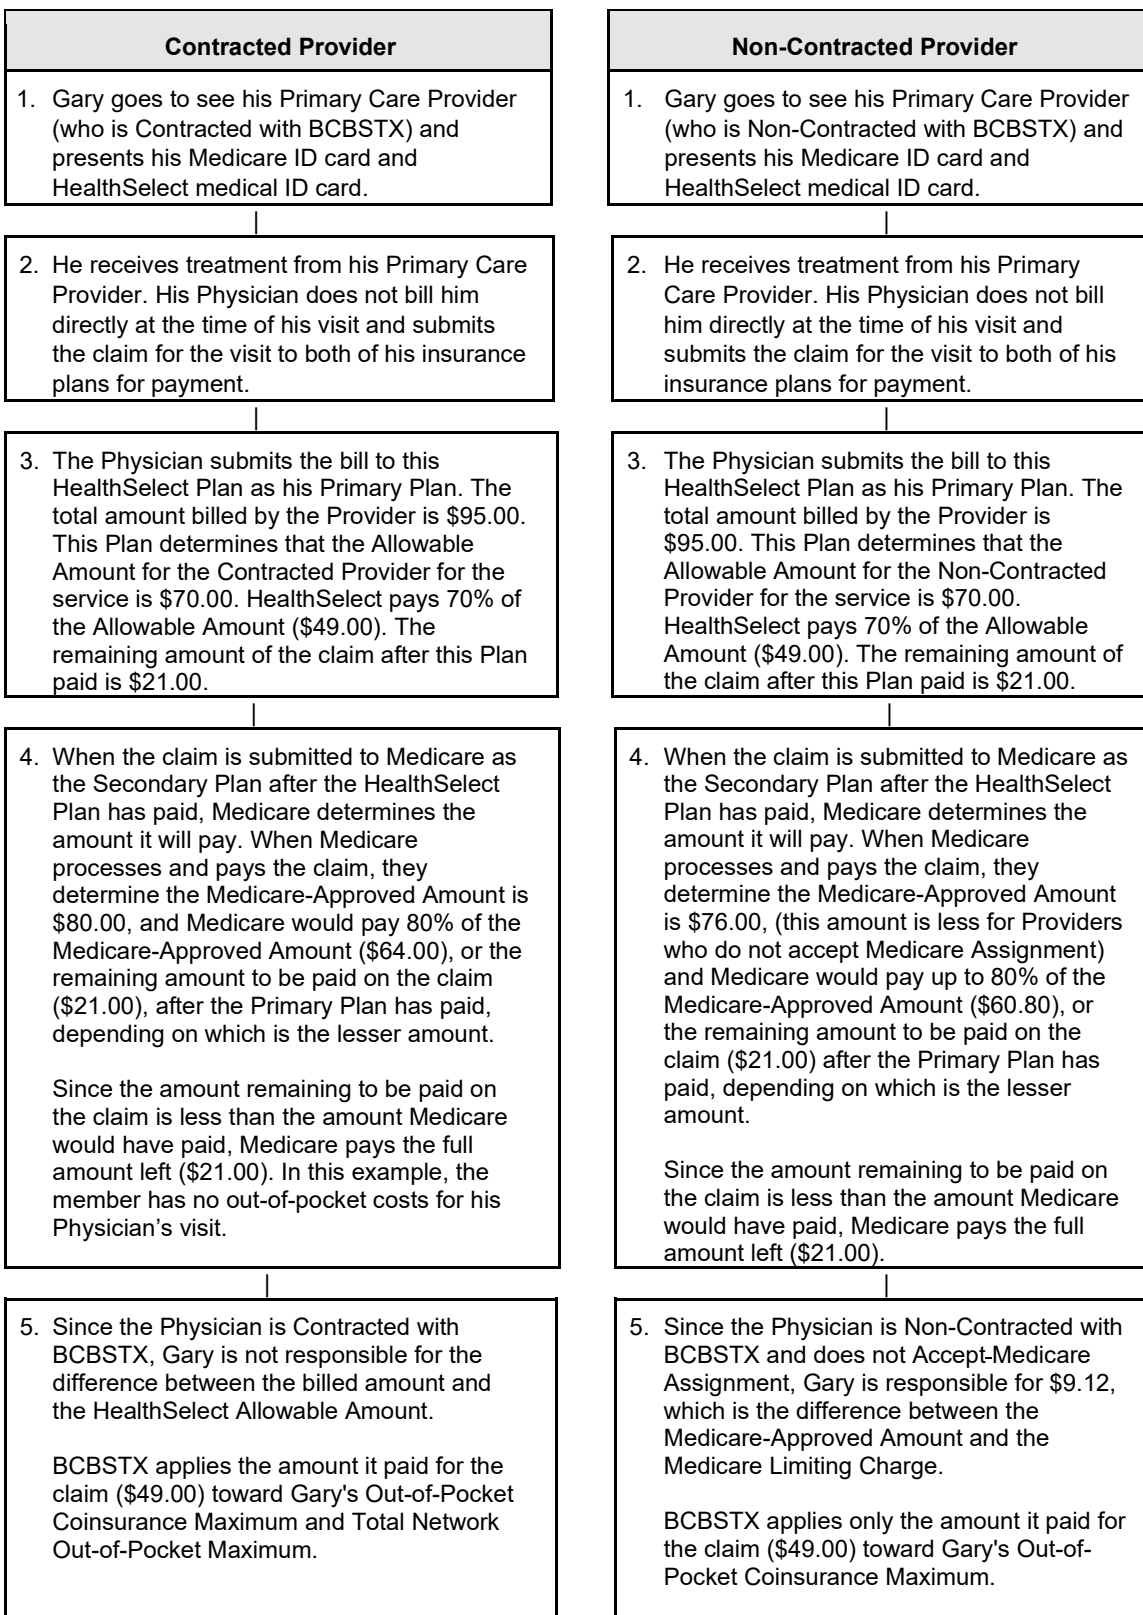 Contracted Provider
1. Gary goes to see his Primary Care Provider
(who is Contracted with BCBSTX) and
presents his Medicare ID card and
HealthSelect medical ID card.
2. He receives treatment from his Primary Care
Provider. His Physician does not bill him
directly at the time of his visit and submits
the claim for the visit to both of his insurance
plans for payment.
3. The Physician submits the bill to this
HealthSelect Plan as his Primary Plan. The
total amount billed by the Provider is $95.00.
This Plan determines that the Allowable
Amount for the Contracted Provider for the
service is $70.00. HealthSelect pays 70% of
the Allowable Amount ($49.00). The
remaining amount of the claim after this Plan
paid is $21.00.
4. When the claim is submitted to Medicare as
the Secondary Plan after the HealthSelect
Plan has paid, Medicare determines the
amount it will pay. When Medicare
processes and pays the claim, they
determine the Medicare-Approved Amount is
$80.00, and Medicare would pay 80% of the
Medicare-Approved Amount ($64.00), or the
remaining amount to be paid on the claim
($21.00), after the Primary Plan has paid,
depending on which is the lesser amount.
Since the amount remaining to be paid on
the claim is less than the amount Medicare
would have paid, Medicare pays the full
amount left ($21.00). In this example, the
member has no out-of-pocket costs for his
Physician’s visit.
5. Since the Physician is Contracted with
BCBSTX, Gary is not responsible for the
difference between the billed amount and
the HealthSelect Allowable Amount.
BCBSTX applies the amount it paid for the
claim ($49.00) toward Gary's Out-of-Pocket
Coinsurance Maximum and Total Network
Out-of-Pocket Maximum.
Non-Contracted Provider
1. Gary goes to see his Primary Care Provider
(who is Non-Contracted with BCBSTX) and
presents his Medicare ID card and
HealthSelect medical ID card.
2. He receives treatment from his Primary
Care Provider. His Physician does not bill
him directly at the time of his visit and
submits the claim for the visit to both of his
insurance plans for payment.
3. The Physician submits the bill to this
HealthSelect Plan as his Primary Plan. The
total amount billed by the Provider is
$95.00. This Plan determines that the
Allowable Amount for the Non-Contracted
Provider for the service is $70.00.
HealthSelect pays 70% of the Allowable
Amount ($49.00). The remaining amount of
the claim after this Plan paid is $21.00.
4. When the claim is submitted to Medicare as
the Secondary Plan after the HealthSelect
Plan has paid, Medicare determines the
amount it will pay. When Medicare
processes and pays the claim, they
determine the Medicare-Approved Amount
is $76.00, (this amount is less for Providers
who do not accept Medicare Assignment)
and Medicare would pay up to 80% of the
Medicare-Approved Amount ($60.80), or
the remaining amount to be paid on the
claim ($21.00) after the Primary Plan has
paid, depending on which is the lesser
amount.
Since the amount remaining to be paid on
the claim is less than the amount Medicare
would have paid, Medicare pays the full
amount left ($21.00).
5. Since the Physician is Non-Contracted with
BCBSTX and does not Accept-Medicare
Assignment, Gary is responsible for $9.12,
which is the difference between the
Medicare-Approved Amount and the
Medicare Limiting Charge.
BCBSTX applies only the amount it paid for
the claim ($49.00) toward Gary's Out-of-
Pocket Coinsurance Maximum.